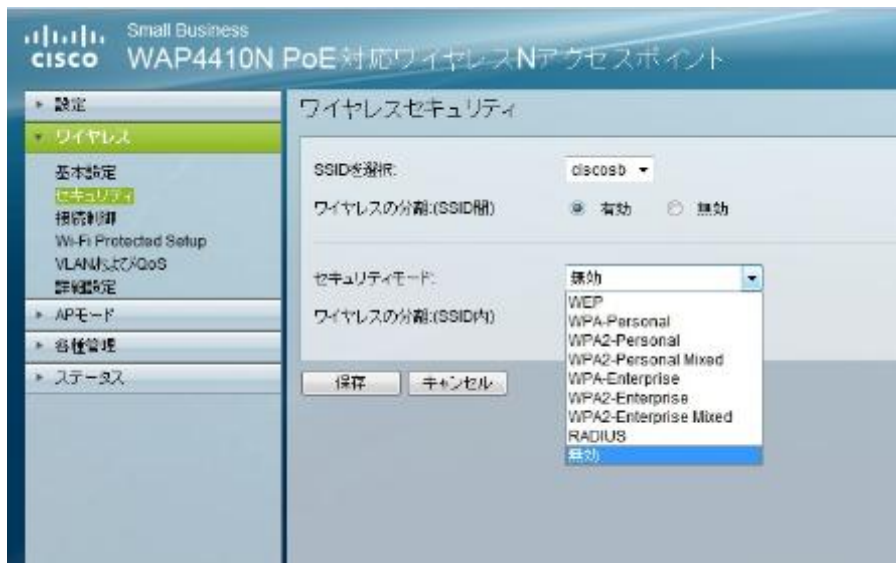 Small Business
CISCO WAP4410N PoE対応ワイヤレスNアクセスポイント
設定
ワイヤレス
基本設定
セキュリティ
接続制御
Wi-Fi Protected Setup
VLANおよびQoS
詳細設定
APモード
各種管理
ステータス
ワイヤレスセキュリティ
SSIDを選択: ciscosb
ワイヤレスの分離:(SSID間) 有効 無効
セキュリティモード: 無効
ワイヤレスの分離:(SSID内)
WEP
WPA-Personal
WPA2-Personal
WPA2-Personal Mixed
WPA-Enterprise
WPA2-Enterprise
WPA2-Enterprise Mixed
RADIUS
無効
保存 キャンセル